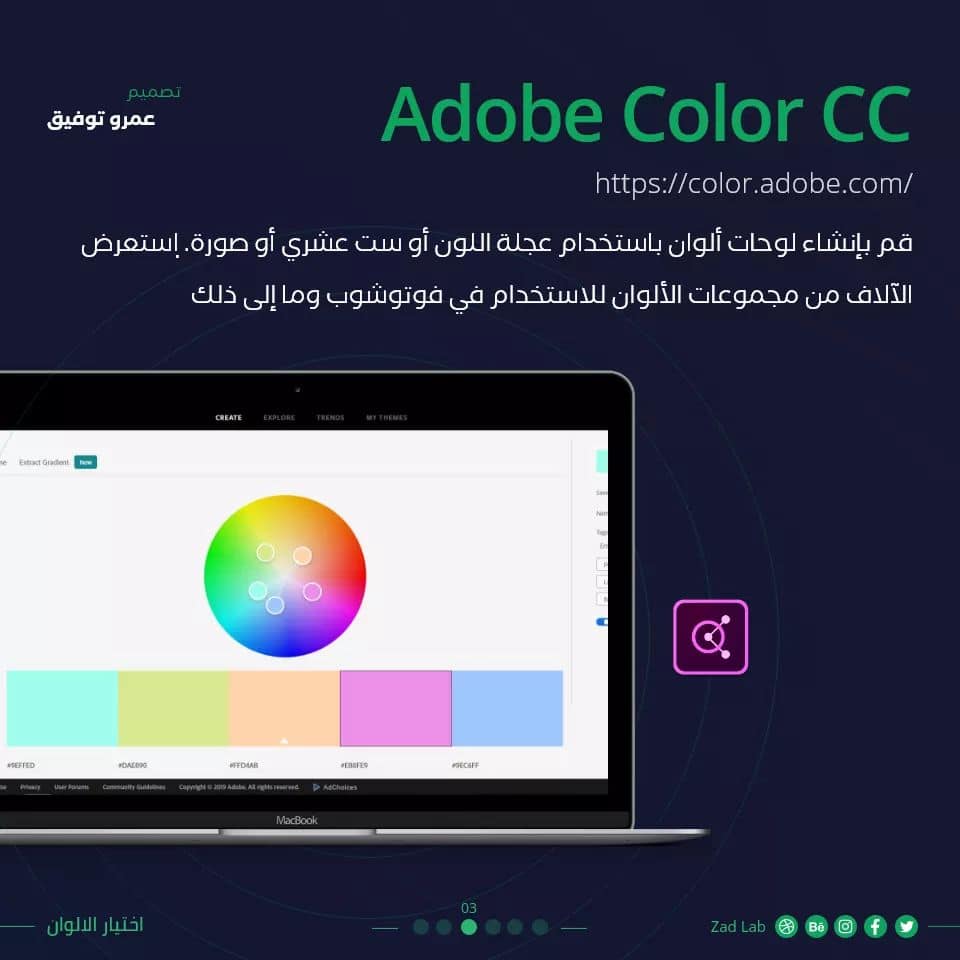 تصميم
عمرو توفيق
Adobe Color CC
https://color.adobe.com/
قم بإنشاء لوحات ألوان باستخدام عجلة اللون أو ست عشري أو صورة. إستعرض
الآلاف من مجموعات الألوان للاستخدام في فوتوشوب وما إلى ذلك
CREATE EXPLORE TRENDS MY THEMES
Extract Gradient New
#9EFFED #DAE890 #FFD4AB #EB8FE9 #9EC6FF
Privacy User Forums Community Guidelines Copyright © 2019 Adobe. All rights reserved. AdChoices
MacBook
03
اختيار الالوان
Zad Lab Bē